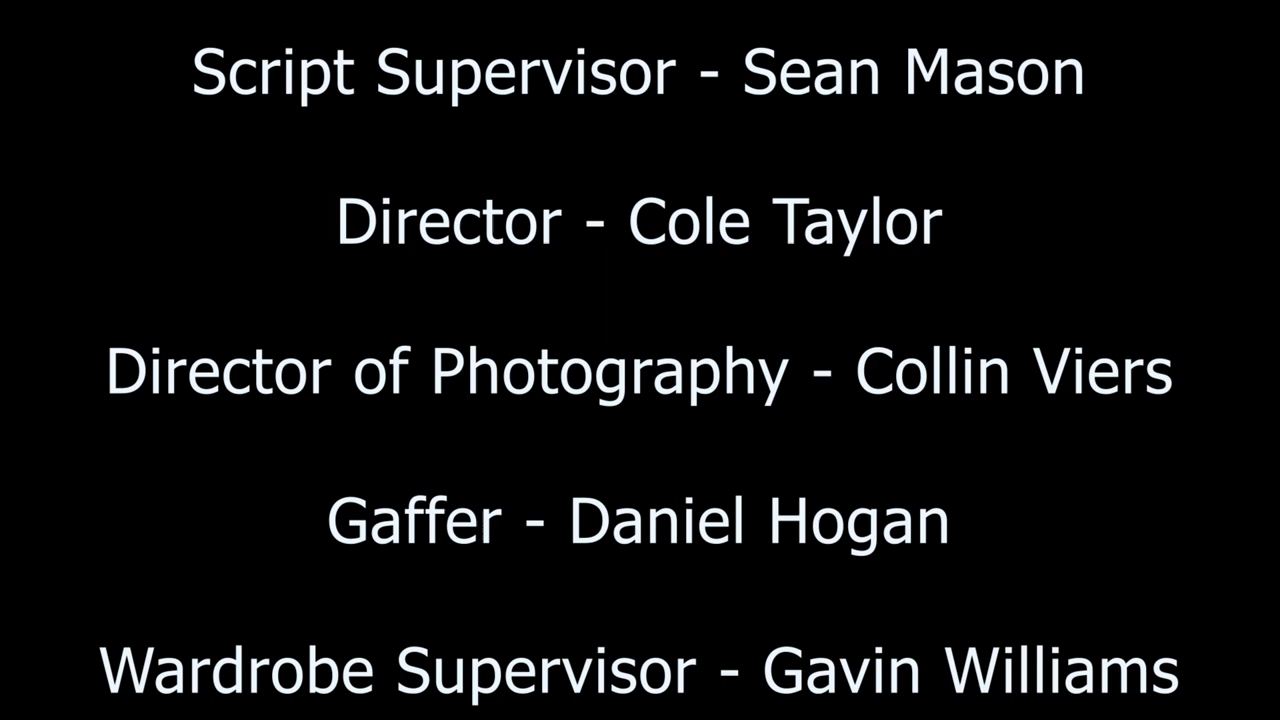 Script Supervisor - Sean Mason
Director - Cole Taylor
Director of Photography - Collin Viers
Gaffer - Daniel Hogan
Wardrobe Supervisor - Gavin Williams